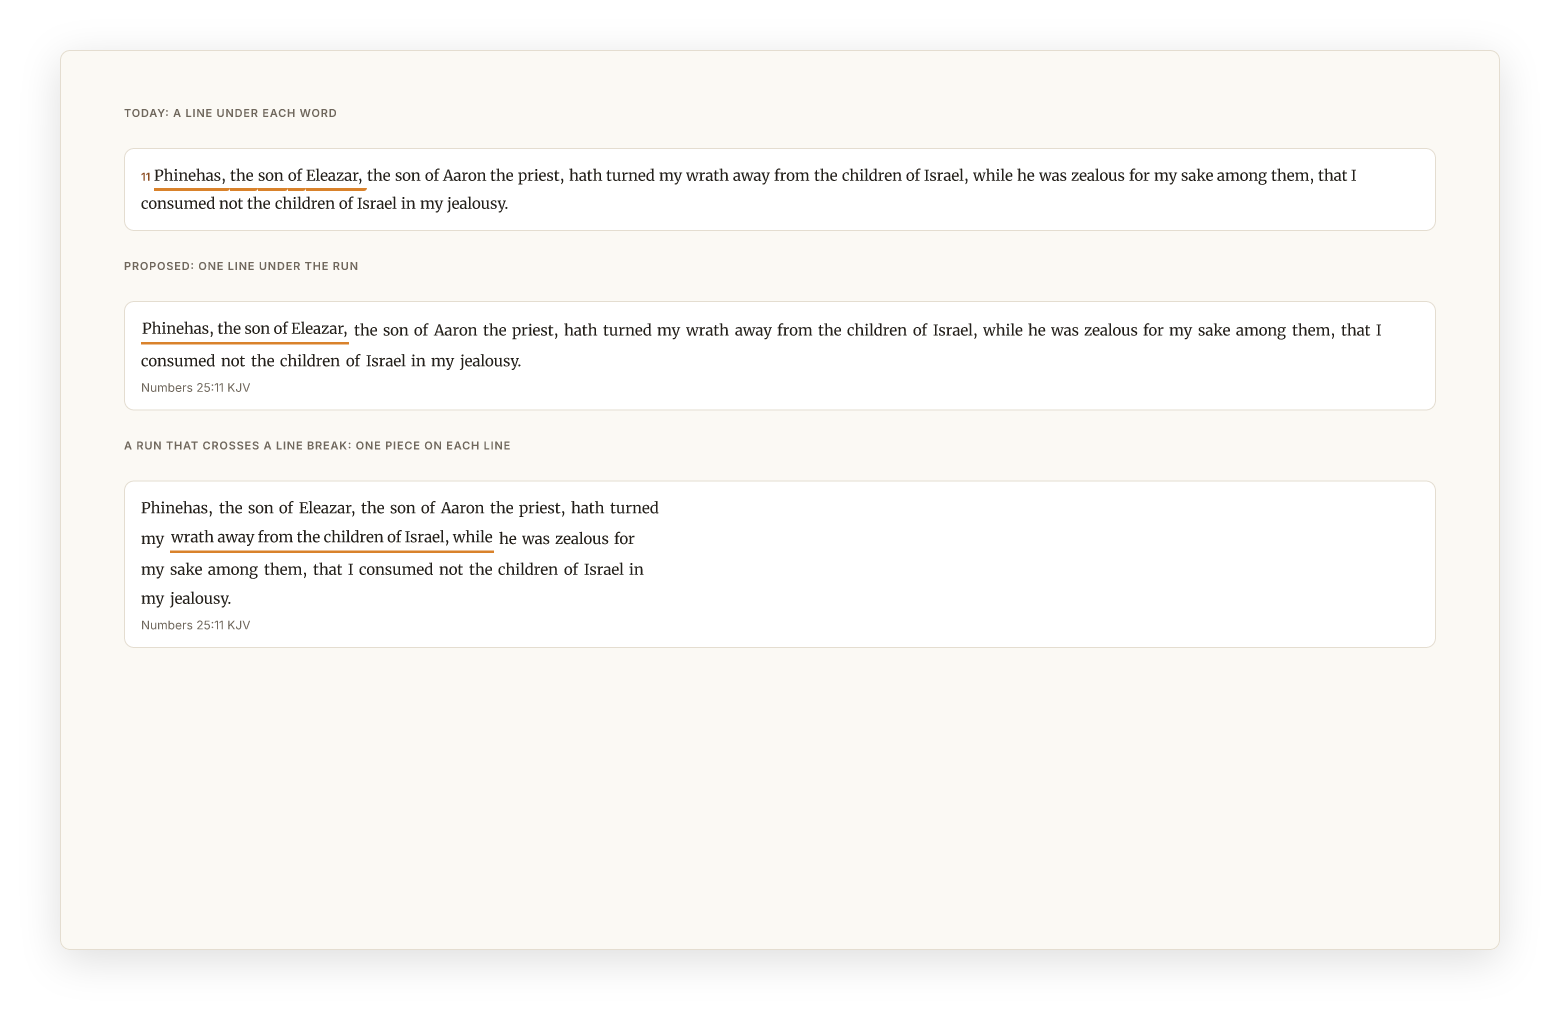 TODAY: A LINE UNDER EACH WORD
11 Phinehas, the son of Eleazar, the son of Aaron the priest, hath turned my wrath away from the children of Israel, while he was zealous for my sake among them, that I
consumed not the children of Israel in my jealousy.
PROPOSED: ONE LINE UNDER THE RUN
Phinehas, the son of Eleazar, the son of Aaron the priest, hath turned my wrath away from the children of Israel, while he was zealous for my sake among them, that I
consumed not the children of Israel in my jealousy.
Numbers 25:11 KJV
A RUN THAT CROSSES A LINE BREAK: ONE PIECE ON EACH LINE
Phinehas, the son of Eleazar, the son of Aaron the priest, hath turned
my wrath away from the children of Israel, while he was zealous for
my sake among them, that I consumed not the children of Israel in
my jealousy.
Numbers 25:11 KJV